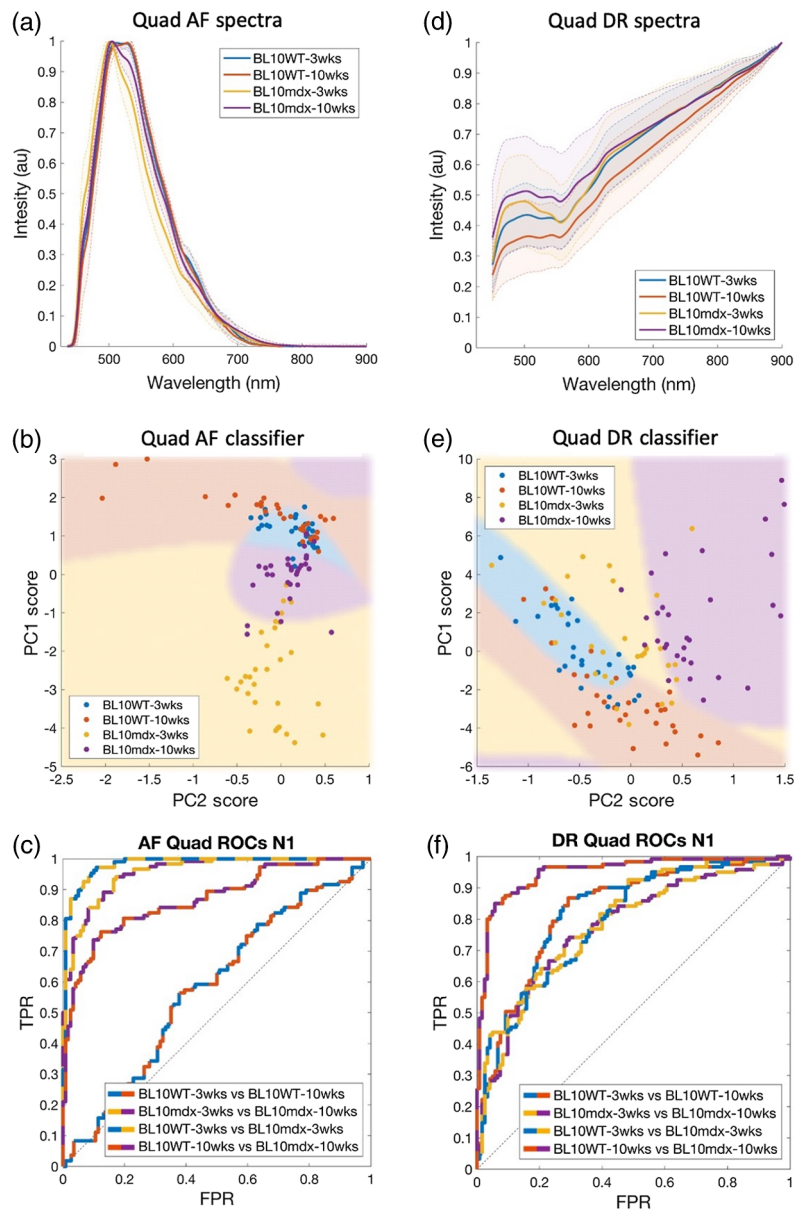 (a)
Quad AF spectra
1
0.9
0.8
0.7
0.6
0.5
0.4
0.3
0.2
0.1
0
Intesity (au)
BL10WT-3wks
BL10WT-10wks
BL10mdx-3wks
BL10mdx-10wks
500 600 700 800 900
Wavelength (nm)
(d)
Quad DR spectra
1
0.9
0.8
0.7
0.6
0.5
0.4
0.3
0.2
0.1
0
Intesity (au)
BL10WT-3wks
BL10WT-10wks
BL10mdx-3wks
BL10mdx-10wks
500 600 700 800 900
Wavelength (nm)
(b)
Quad AF classifier
3
2
1
0
-1
-2
-3
-4
-5
PC1 score
BL10WT-3wks
BL10WT-10wks
BL10mdx-3wks
BL10mdx-10wks
-2.5 -2 -1.5 -1 -0.5 0 0.5 1
PC2 score
(e)
Quad DR classifier
10
8
6
4
2
0
-2
-4
-6
PC1 score
BL10WT-3wks
BL10WT-10wks
BL10mdx-3wks
BL10mdx-10wks
-1.5 -1 -0.5 0 0.5 1 1.5
PC2 score
(c)
AF Quad ROCs N1
1
0.9
0.8
0.7
0.6
0.5
0.4
0.3
0.2
0.1
0
TPR
BL10WT-3wks vs BL10WT-10wks
BL10mdx-3wks vs BL10mdx-10wks
BL10WT-3wks vs BL10mdx-3wks
BL10WT-10wks vs BL10mdx-10wks
0 0.2 0.4 0.6 0.8 1
FPR
(f)
DR Quad ROCs N1
1
0.9
0.8
0.7
0.6
0.5
0.4
0.3
0.2
0.1
0
TPR
BL10WT-3wks vs BL10WT-10wks
BL10mdx-3wks vs BL10mdx-10wks
BL10WT-3wks vs BL10mdx-3wks
BL10WT-10wks vs BL10mdx-10wks
0 0.2 0.4 0.6 0.8 1
FPR